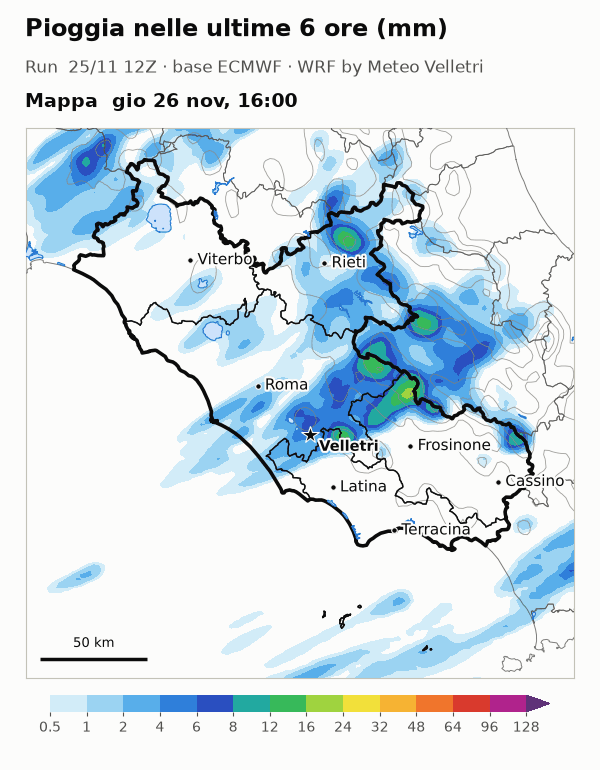 Pioggia nelle ultime 6 ore (mm)
Run  25/11 12Z · base ECMWF · WRF by Meteo Velletri
Mappa  gio 26 nov, 16:00
Viterbo
Rieti
Roma
Velletri
Frosinone
Cassino
Latina
Terracina
50 km
0.5 1 2 4 6 8 12 16 24 32 48 64 96 128